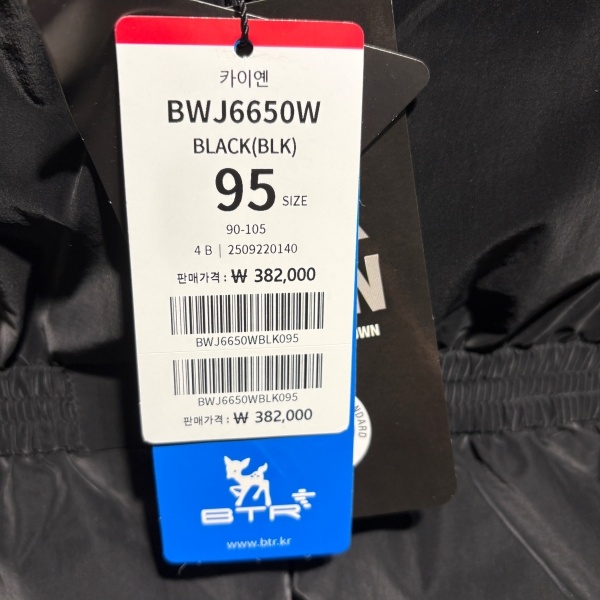 카이엔
BWJ6650W
BLACK(BLK)
95 SIZE
90-105
4 B | 2509220140
판매가격 : ₩ 382,000
BWJ6650WBLK095
BWJ6650WBLK095
판매가격 : ₩ 382,000
BTR
www.btr.kr